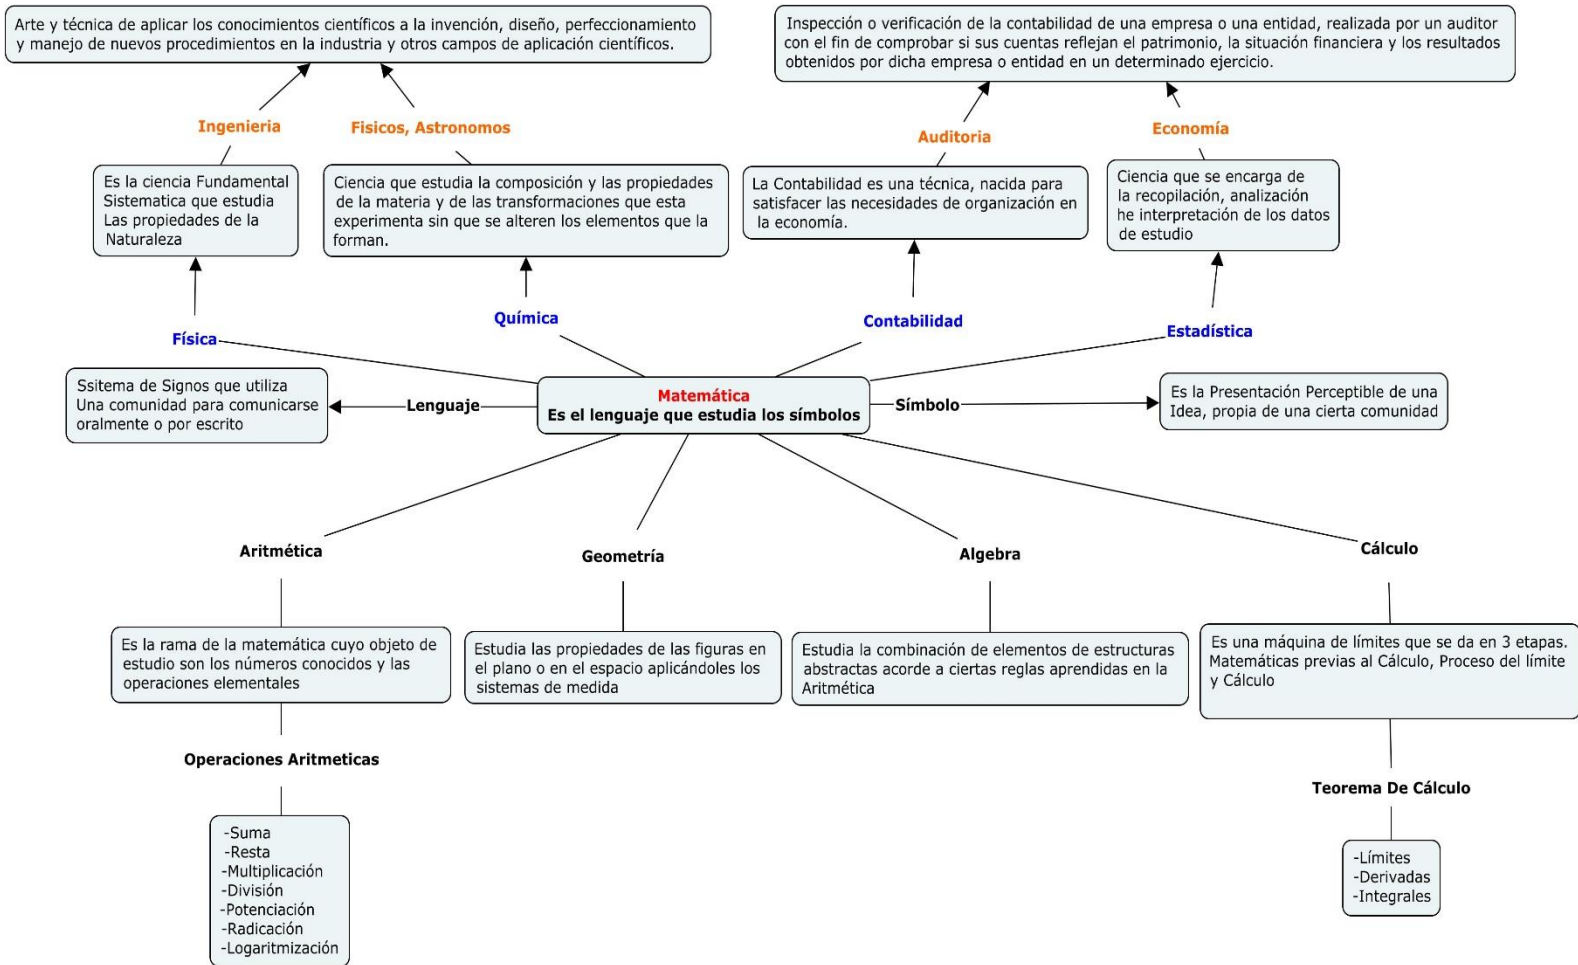 Arte y técnica de aplicar los conocimientos científicos a la invención, diseño, perfeccionamiento
y manejo de nuevos procedimientos en la industria y otros campos de aplicación científicos.
Inspección o verificación de la contabilidad de una empresa o una entidad, realizada por un auditor
con el fin de comprobar si sus cuentas reflejan el patrimonio, la situación financiera y los resultados
obtenidos por dicha empresa o entidad en un determinado ejercicio.
Ingenieria
Fisicos, Astronomos
Auditoria
Economía
Es la ciencia Fundamental
Sistematica que estudia
Las propiedades de la
Naturaleza
Ciencia que estudia la composición y las propiedades
de la materia y de las transformaciones que esta
experimenta sin que se alteren los elementos que la
forman.
La Contabilidad es una técnica, nacida para
satisfacer las necesidades de organización en
la economía.
Ciencia que se encarga de
la recopilación, analización
he interpretación de los datos
de estudio
Física
Química
Contabilidad
Estadística
Ssitema de Signos que utiliza
Una comunidad para comunicarse
oralmente o por escrito
Lenguaje
Matemática
Es el lenguaje que estudia los símbolos
Símbolo
Es la Presentación Perceptible de una
Idea, propia de una cierta comunidad
Aritmética
Geometría
Algebra
Cálculo
Es la rama de la matemática cuyo objeto de
estudio son los números conocidos y las
operaciones elementales
Estudia las propiedades de las figuras en
el plano o en el espacio aplicándoles los
sistemas de medida
Estudia la combinación de elementos de estructuras
abstractas acorde a ciertas reglas aprendidas en la
Aritmética
Es una máquina de límites que se da en 3 etapas.
Matemáticas previas al Cálculo, Proceso del límite
y Cálculo
Operaciones Aritmeticas
Teorema De Cálculo
-Suma
-Resta
-Multiplicación
-División
-Potenciación
-Radicación
-Logaritmización
-Límites
-Derivadas
-Integrales